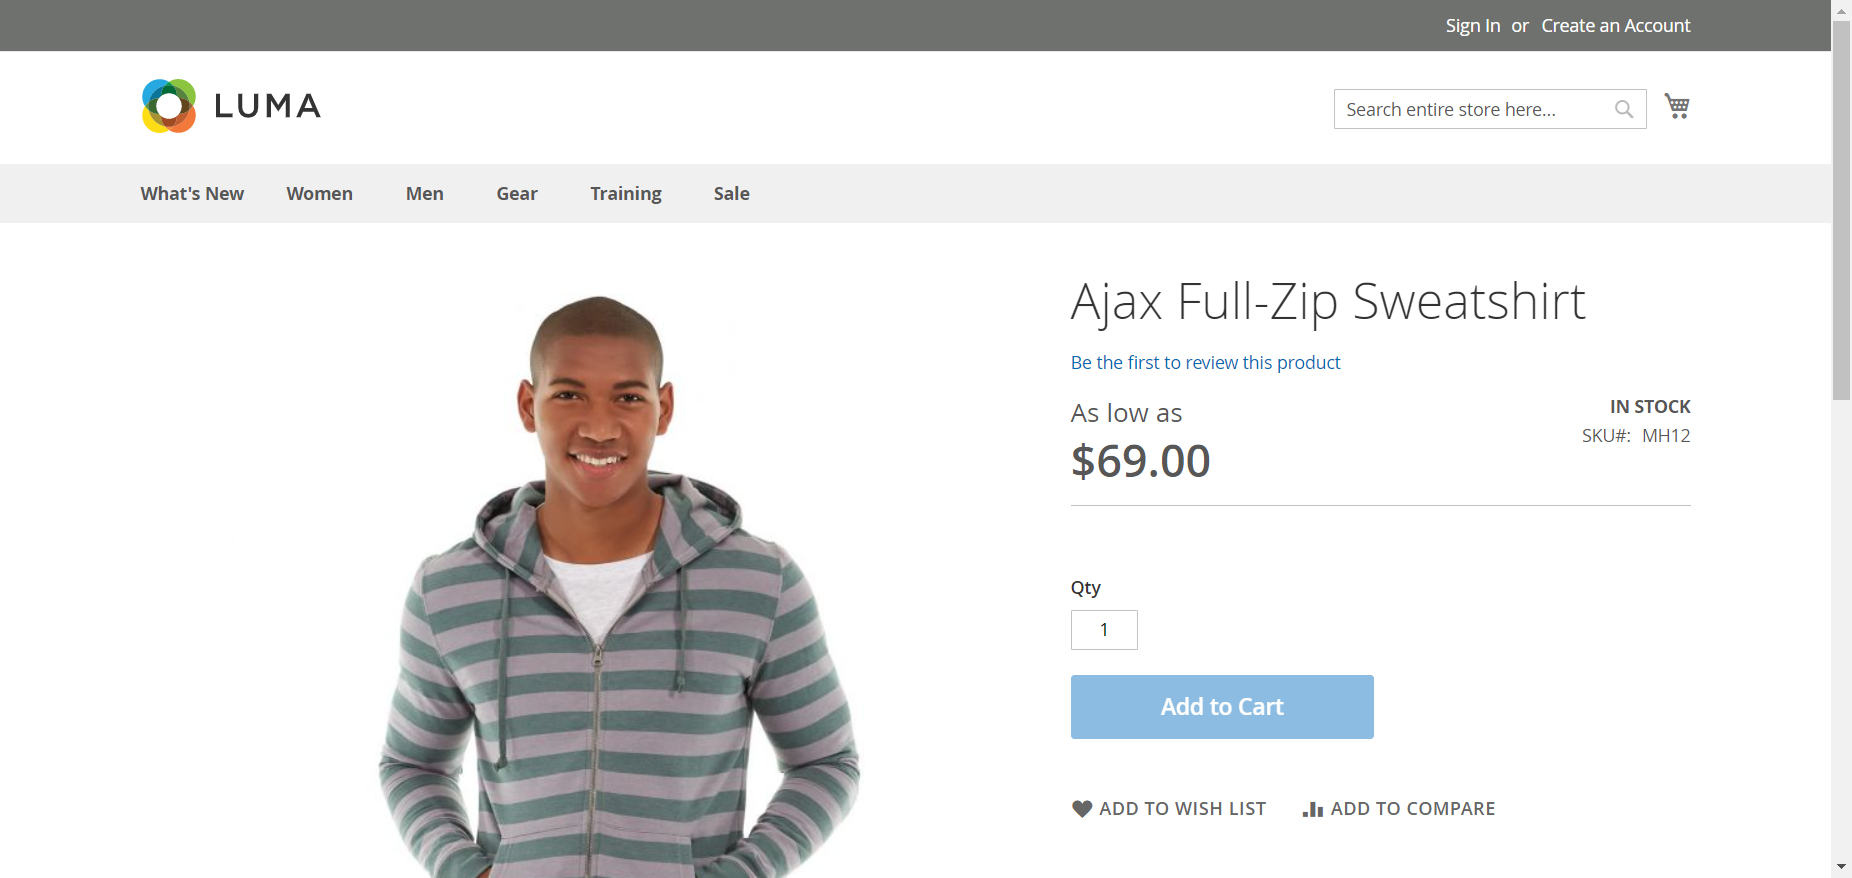 Sign In or Create an Account
LUMA
Search entire store here...
What's New Women Men Gear Training Sale
Ajax Full-Zip Sweatshirt
Be the first to review this product
As low as
$69.00
IN STOCK
SKU#: MH12
Qty
1
Add to Cart
ADD TO WISH LIST ADD TO COMPARE